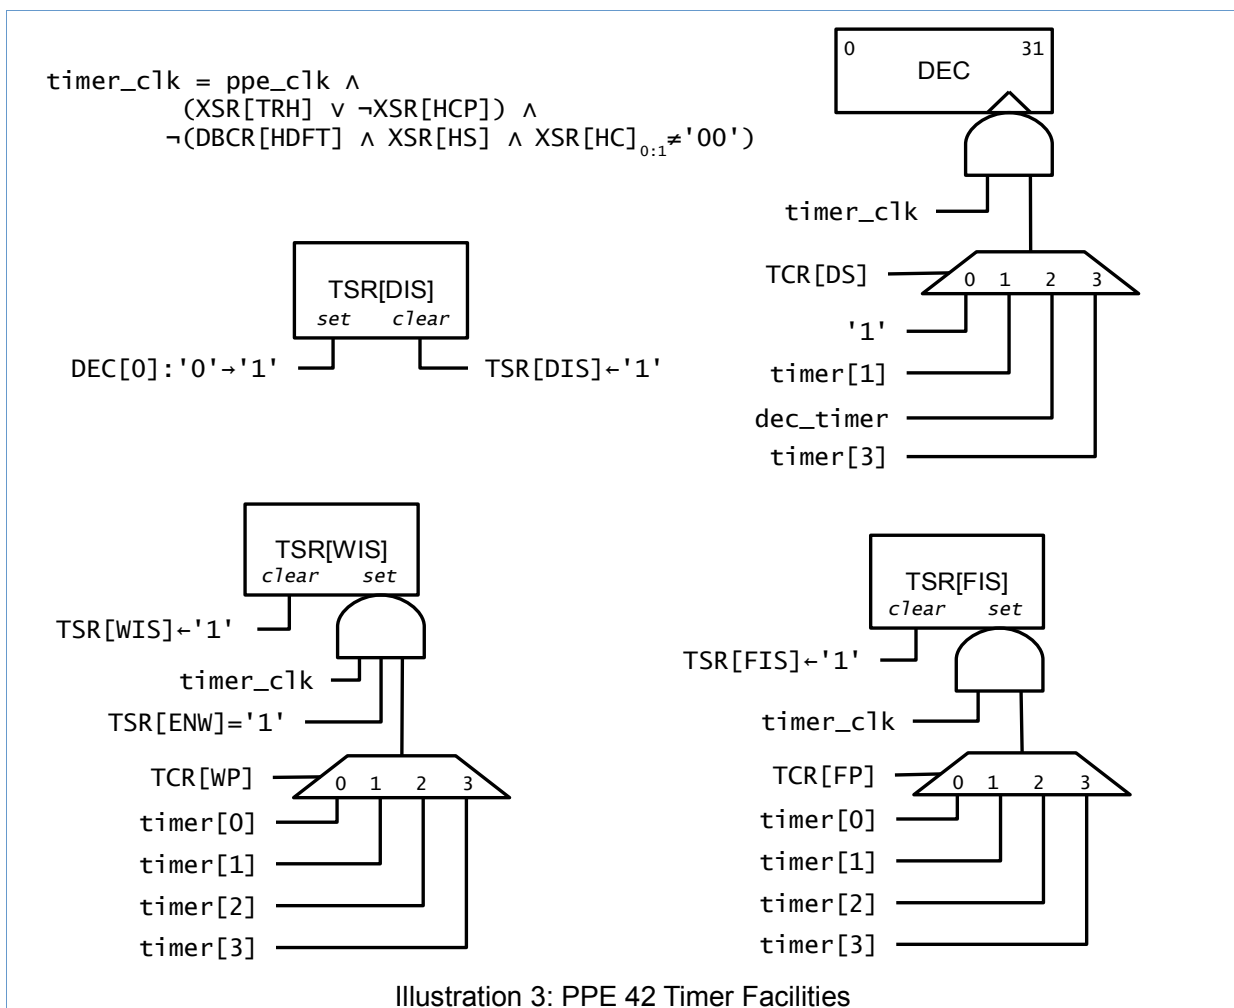 timer_clk = ppe_clk ∧
(XSR[TRH] ∨ ¬XSR[HCP]) ∧
¬(DBCR[HDFT] ∧ XSR[HS] ∧ XSR[HC]0:1≠'00')
0 31
DEC
timer_clk
TCR[DS]
0 1 2 3
'1'
timer[1]
dec_timer
timer[3]
TSR[DIS]
set clear
DEC[0]:'0'→'1'
TSR[DIS]←'1'
TSR[WIS]
clear set
TSR[WIS]←'1'
timer_clk
TSR[ENW]='1'
TCR[WP]
0 1 2 3
timer[0]
timer[1]
timer[2]
timer[3]
TSR[FIS]
clear set
TSR[FIS]←'1'
timer_clk
TCR[FP]
0 1 2 3
timer[0]
timer[1]
timer[2]
timer[3]
Illustration 3: PPE 42 Timer Facilities